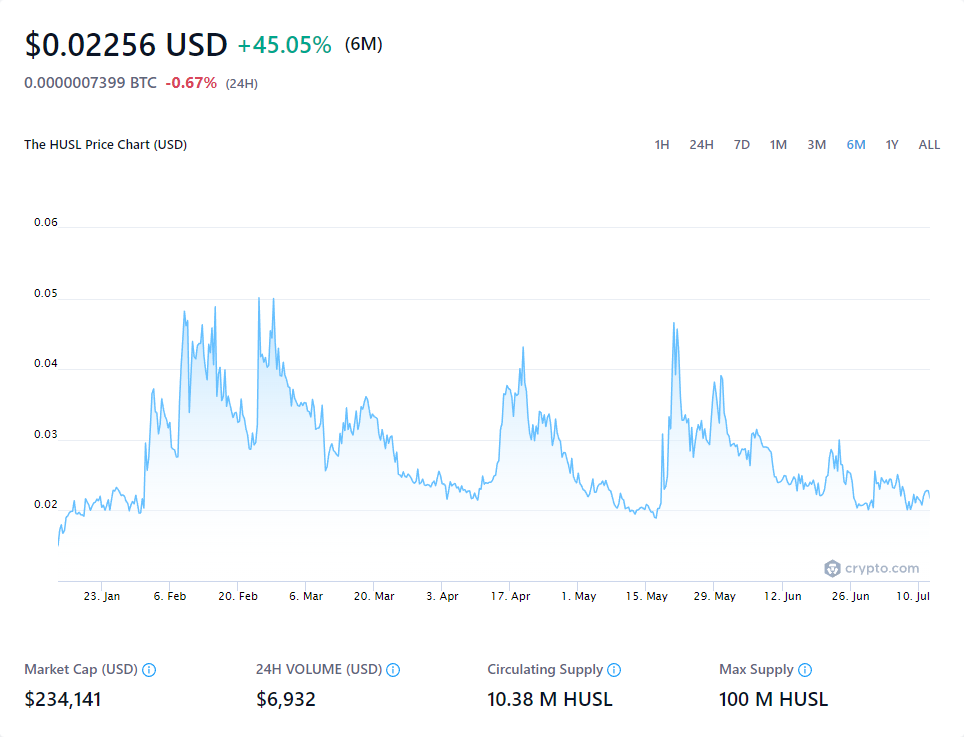 $0.02256 USD +45.05% (6M)
0.0000007399 BTC -0.67% (24H)
The HUSL Price Chart (USD) 1H 24H 7D 1M 3M 6M 1Y ALL
0.06
0.05
0.04
0.03
0.02
crypto.com
23. Jan 6. Feb 20. Feb 6. Mar 20. Mar 3. Apr 17. Apr 1. May 15. May 29. May 12. Jun 26. Jun 10. Jul
Market Cap (USD) 24H VOLUME (USD) Circulating Supply Max Supply
$234,141 $6,932 10.38 M HUSL 100 M HUSL